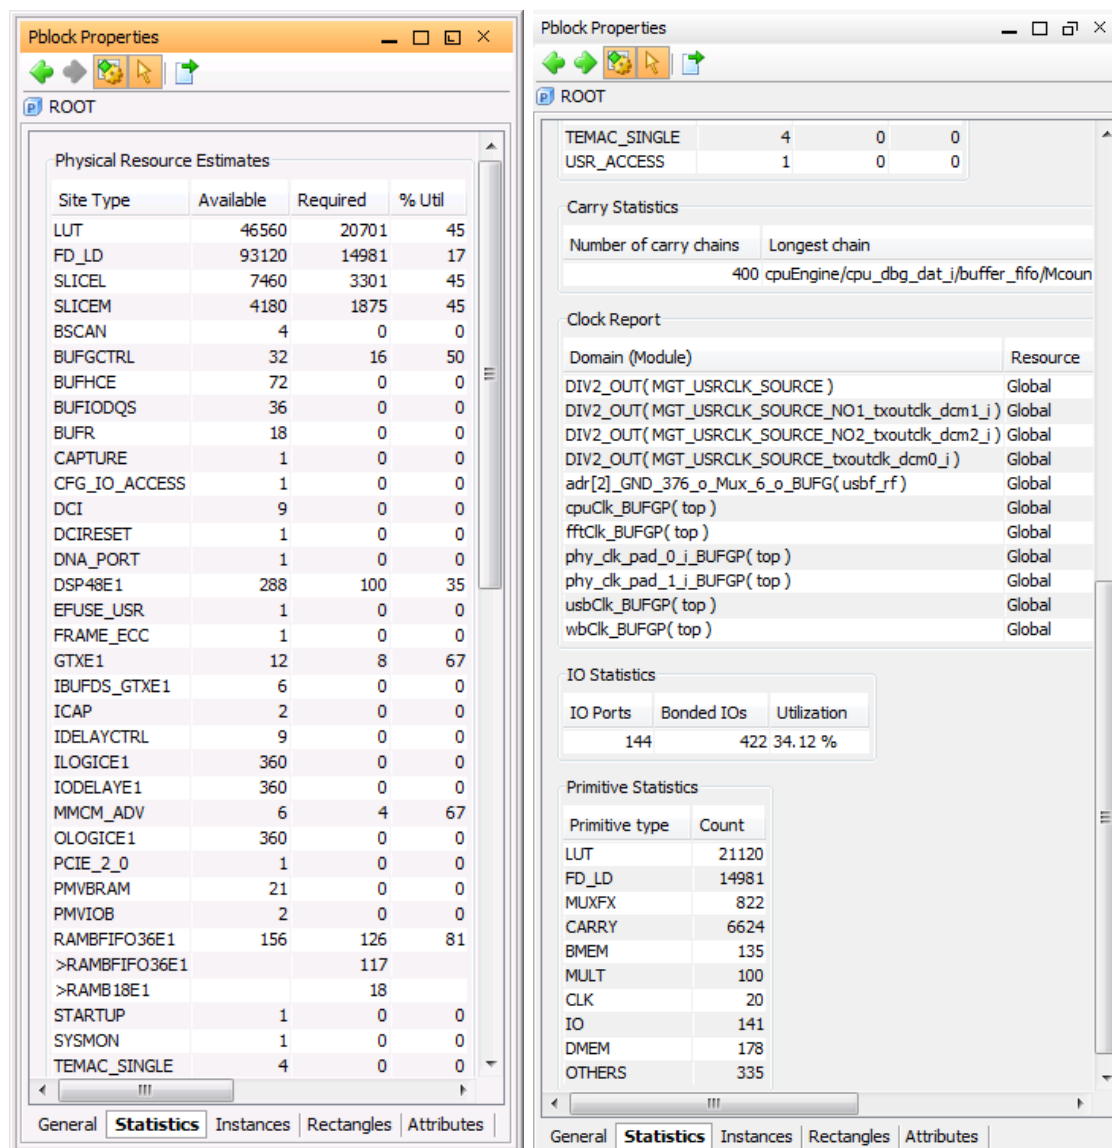 Pblock Properties
ROOT
Physical Resource Estimates
Site Type Available Required % Util
LUT 46560 20701 45
FD_LD 93120 14981 17
SLICEL 7460 3301 45
SLICEM 4180 1875 45
BSCAN 4 0 0
BUFGCTRL 32 16 50
BUFHCE 72 0 0
BUFIODQS 36 0 0
BUFR 18 0 0
CAPTURE 1 0 0
CFG_IO_ACCESS 1 0 0
DCI 9 0 0
DCIRESET 1 0 0
DNA_PORT 1 0 0
DSP48E1 288 100 35
EFUSE_USR 1 0 0
FRAME_ECC 1 0 0
GTXE1 12 8 67
IBUFDS_GTXE1 6 0 0
ICAP 2 0 0
IDELAYCTRL 9 0 0
ILOGICE1 360 0 0
IODELAYE1 360 0 0
MMCM_ADV 6 4 67
OLOGICE1 360 0 0
PCIE_2_0 1 0 0
PMVBRAM 21 0 0
PMVIOB 2 0 0
RAMBFIFO36E1 156 126 81
>RAMBFIFO36E1 117
>RAMB18E1 18
STARTUP 1 0 0
SYSMON 1 0 0
TEMAC_SINGLE 4 0 0
General Statistics Instances Rectangles Attributes
Pblock Properties
ROOT
TEMAC_SINGLE 4 0 0
USR_ACCESS 1 0 0
Carry Statistics
Number of carry chains Longest chain
400 cpuEngine/cpu_dbg_dat_i/buffer_fifo/Mcoun
Clock Report
Domain (Module) Resource
DIV2_OUT( MGT_USRCLK_SOURCE ) Global
DIV2_OUT( MGT_USRCLK_SOURCE_NO1_txoutclk_dcm1_i ) Global
DIV2_OUT( MGT_USRCLK_SOURCE_NO2_txoutclk_dcm2_i ) Global
DIV2_OUT( MGT_USRCLK_SOURCE_txoutclk_dcm0_i ) Global
adr[2]_GND_376_o_Mux_6_o_BUFG( usbf_rf ) Global
cpuClk_BUFGP( top ) Global
fftClk_BUFGP( top ) Global
phy_clk_pad_0_i_BUFGP( top ) Global
phy_clk_pad_1_i_BUFGP( top ) Global
usbClk_BUFGP( top ) Global
wbClk_BUFGP( top ) Global
IO Statistics
IO Ports Bonded IOs Utilization
144 422 34.12 %
Primitive Statistics
Primitive type Count
LUT 21120
FD_LD 14981
MUXFX 822
CARRY 6624
BMEM 135
MULT 100
CLK 20
IO 141
DMEM 178
OTHERS 335
General Statistics Instances Rectangles Attributes